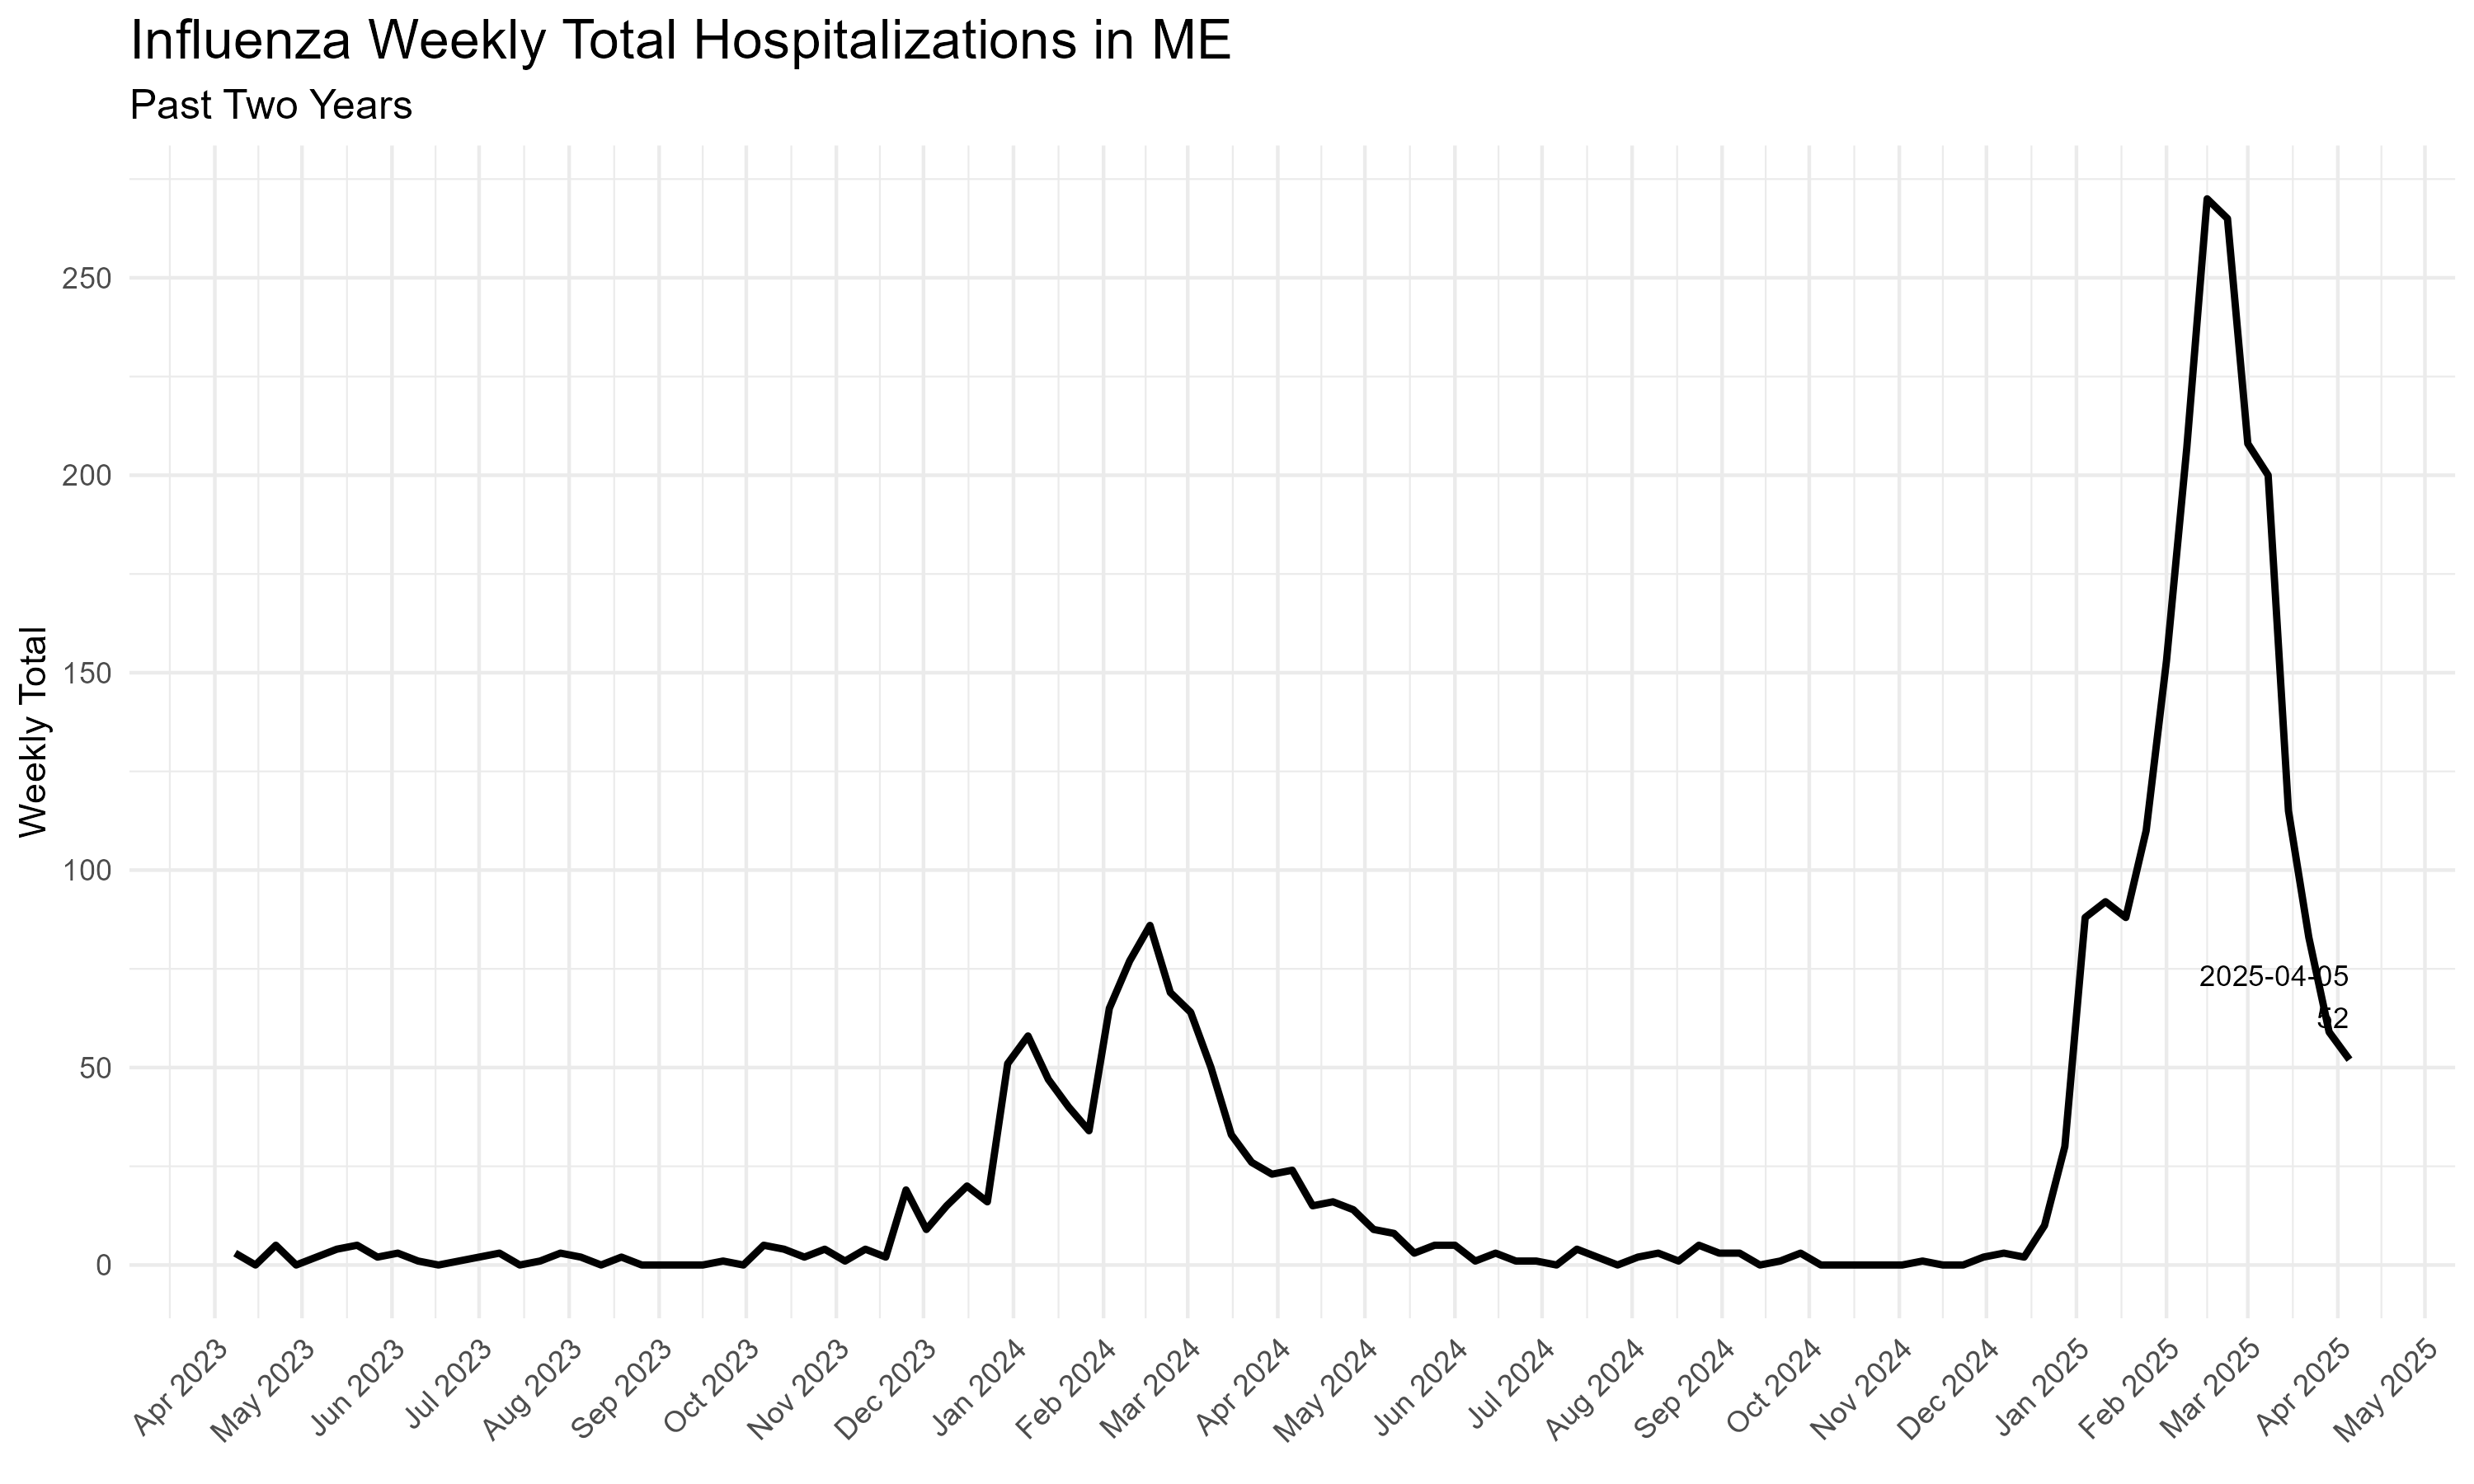 Influenza Weekly Total Hospitalizations in ME
Past Two Years
Weekly Total
250
200
150
100
50
0
2025-04-05
52
Apr 2023
May 2023
Jun 2023
Jul 2023
Aug 2023
Sep 2023
Oct 2023
Nov 2023
Dec 2023
Jan 2024
Feb 2024
Mar 2024
Apr 2024
May 2024
Jun 2024
Jul 2024
Aug 2024
Sep 2024
Oct 2024
Nov 2024
Dec 2024
Jan 2025
Feb 2025
Mar 2025
Apr 2025
May 2025